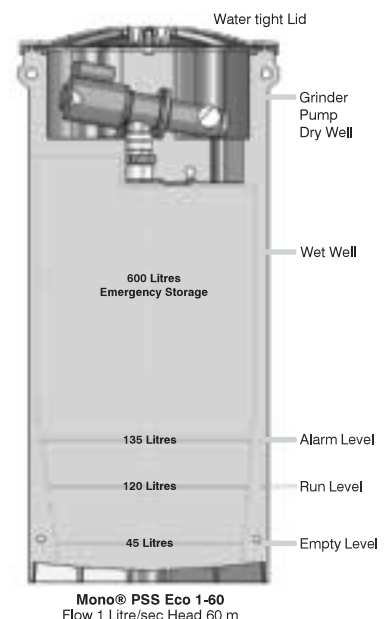 Water tight Lid
Grinder
Pump
Dry Well
Wet Well
600 Litres
Emergency Storage
135 Litres
Alarm Level
120 Litres
Run Level
45 Litres
Empty Level
Mono® PSS Eco 1-60
Flow 1 Litre/sec Head 60 m